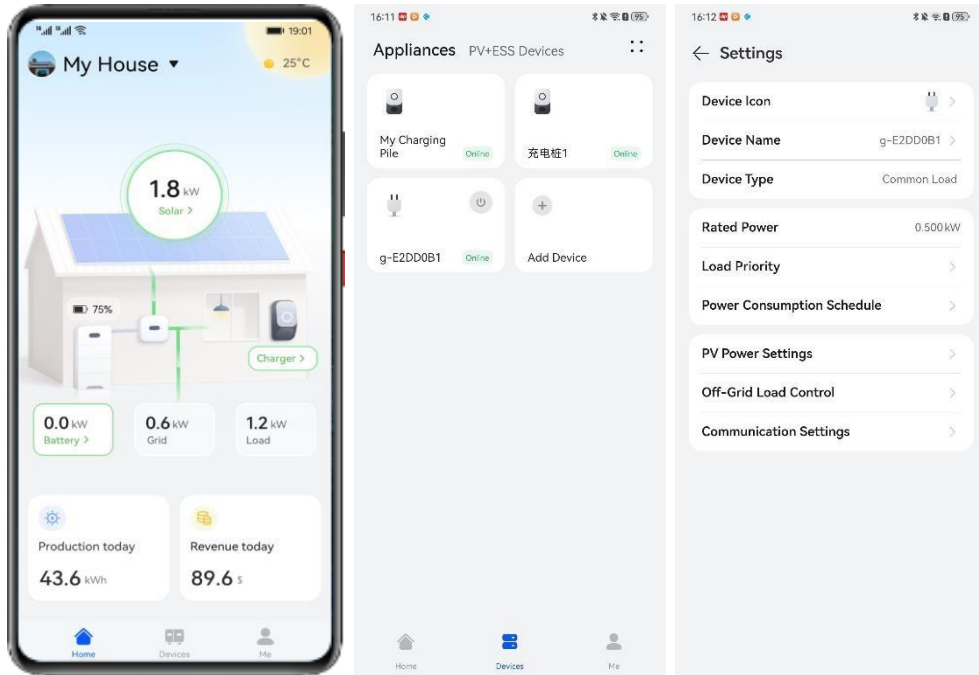 19:01
My House
25°C
1.8 kW
Solar >
75%
Charger >
0.0 kW
Battery >
0.6 kW
Grid
1.2 kW
Load
Production today
43.6 kWh
Revenue today
89.6 $
Home
Devices
Me
16:11
95
Appliances PV+ESS Devices
My Charging
Pile
Online
充电桩1
Online
g-E2DD0B1
Online
Add Device
Home
Devices
Me
16:12
95
Settings
Device Icon
Device Name
g-E2DD0B1
Device Type
Common Load
Rated Power
0.500 kW
Load Priority
Power Consumption Schedule
PV Power Settings
Off-Grid Load Control
Communication Settings